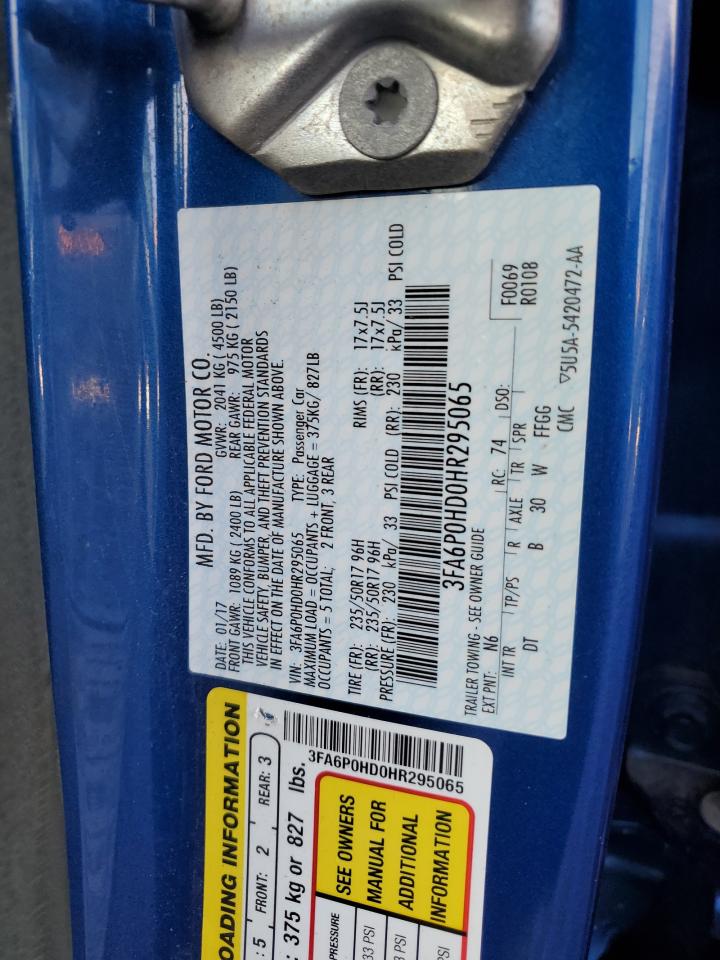 MFD. BY FORD MOTOR CO.
DATE: 01/17 GVWR: 2041 KG ( 4500 LB)
FRONT GAWR: 1089 KG ( 2400 LB) REAR GAWR: 975 KG ( 2150 LB)
THIS VEHICLE CONFORMS TO ALL APPLICABLE FEDERAL MOTOR
VEHICLE SAFETY, BUMPER, AND THEFT PREVENTION STANDARDS
IN EFFECT ON THE DATE OF MANUFACTURE SHOWN ABOVE.
VIN: 3FA6P0HD0HR295065 TYPE: Passenger Car
MAXIMUM LOAD = OCCUPANTS + LUGGAGE = 375KG/ 827LB
OCCUPANTS = 5 TOTAL; 2 FRONT, 3 REAR
TIRE (FR): 235/50R17 96H RIMS (FR): 17x7.5J
(RR): 235/50R17 96H (RR): 17x7.5J
PRESSURE (FR): 230 kPa/ 33 PSI COLD (RR): 230 kPa/ 33 PSI COLD
3FA6P0HD0HR295065
TRAILER TOWING - SEE OWNER GUIDE
EXT PNT: N6 RC: 74 DSO: F0069
R0108
INT TR TP/PS R AXLE TR SPR
DT B 30 W FFGG
CMC ▽5U5A-5420472-AA
OADING INFORMATION
: 5 FRONT: 2 REAR: 3
: 375 kg or 827 lbs.
3FA6P0HD0HR295065
PRESSURE
33 PSI
3 PSI
SEE OWNERS
MANUAL FOR
ADDITIONAL
INFORMATION